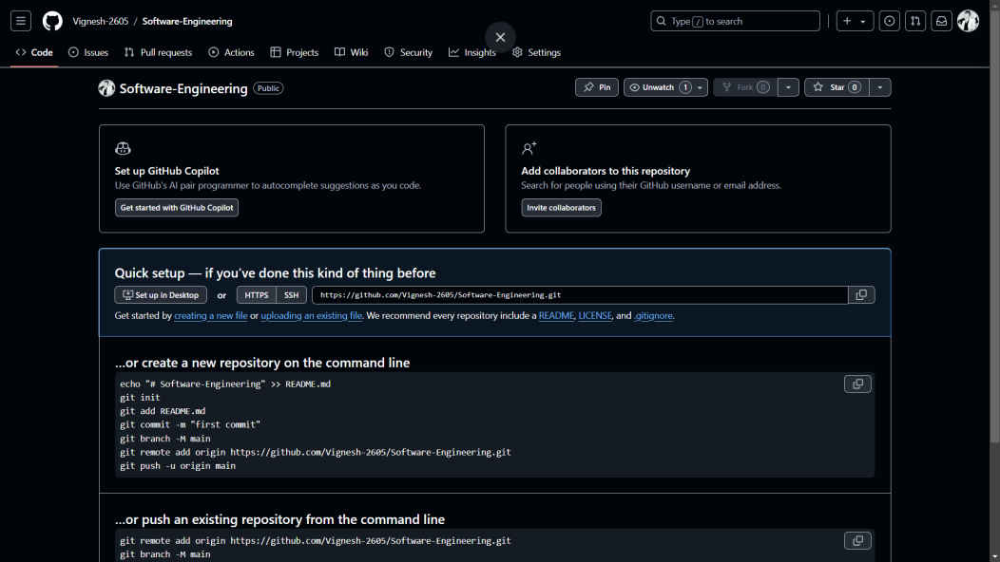 Vignesh-2605 / Software-Engineering
Type / to search
Code Issues Pull requests Actions Projects Wiki Security Insights Settings
Software-Engineering Public
Pin Unwatch 1 Fork 0 Star 0
Set up GitHub Copilot
Use GitHub's AI pair programmer to autocomplete suggestions as you code.
Get started with GitHub Copilot
Add collaborators to this repository
Search for people using their GitHub username or email address.
Invite collaborators
Quick setup — if you've done this kind of thing before
Set up in Desktop or HTTPS SSH https://github.com/Vignesh-2605/Software-Engineering.git
Get started by creating a new file or uploading an existing file. We recommend every repository include a README, LICENSE, and .gitignore.
...or create a new repository on the command line
echo "# Software-Engineering" >> README.md
git init
git add README.md
git commit -m "first commit"
git branch -M main
git remote add origin https://github.com/Vignesh-2605/Software-Engineering.git
git push -u origin main
...or push an existing repository from the command line
git remote add origin https://github.com/Vignesh-2605/Software-Engineering.git
git branch -M main